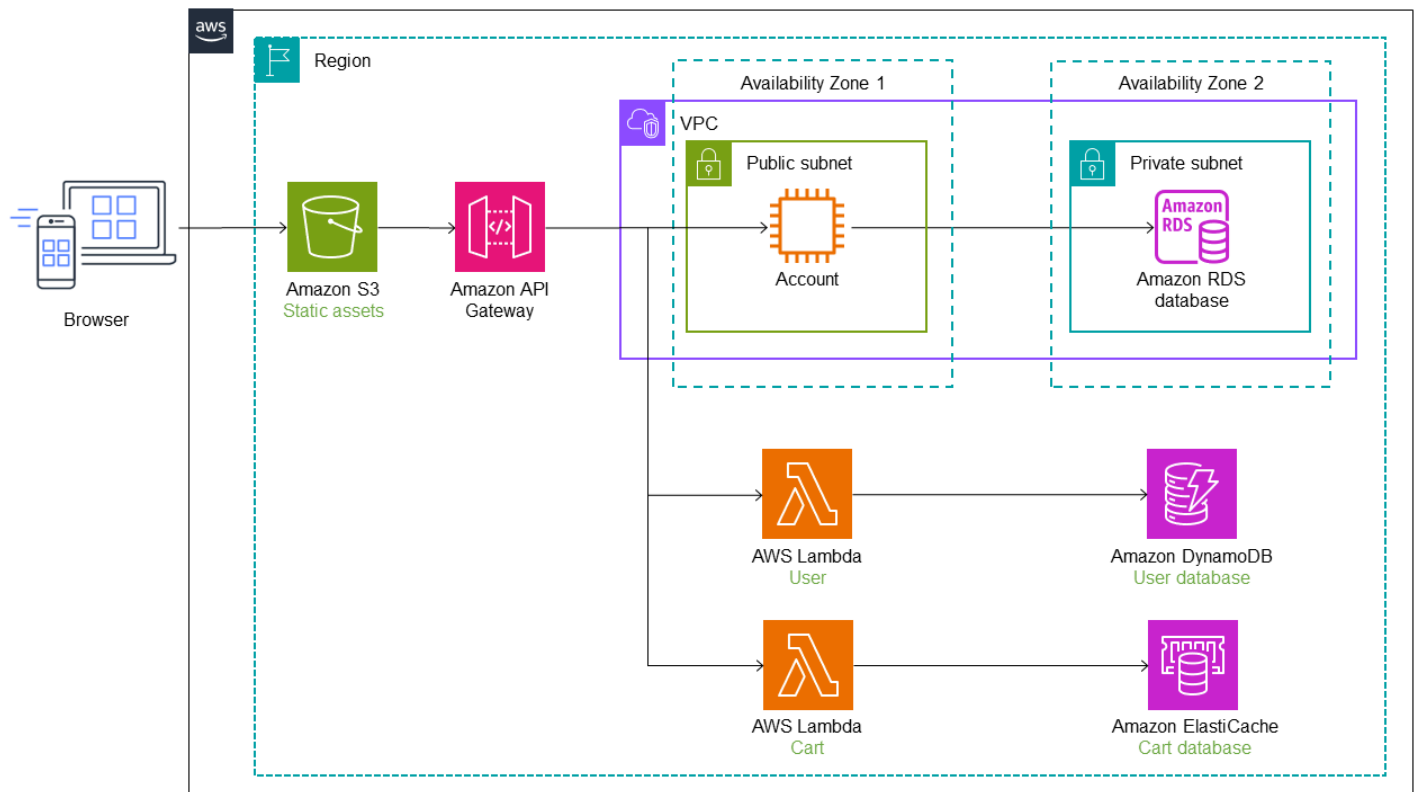 aws
Region
Availability Zone 1
Availability Zone 2
VPC
Public subnet
Private subnet
Amazon
RDS
</>
Account
Amazon RDS
database
Amazon S3
Static assets
Amazon API
Gateway
Browser
AWS Lambda
User
Amazon DynamoDB
User database
AWS Lambda
Cart
Amazon ElastiCache
Cart database